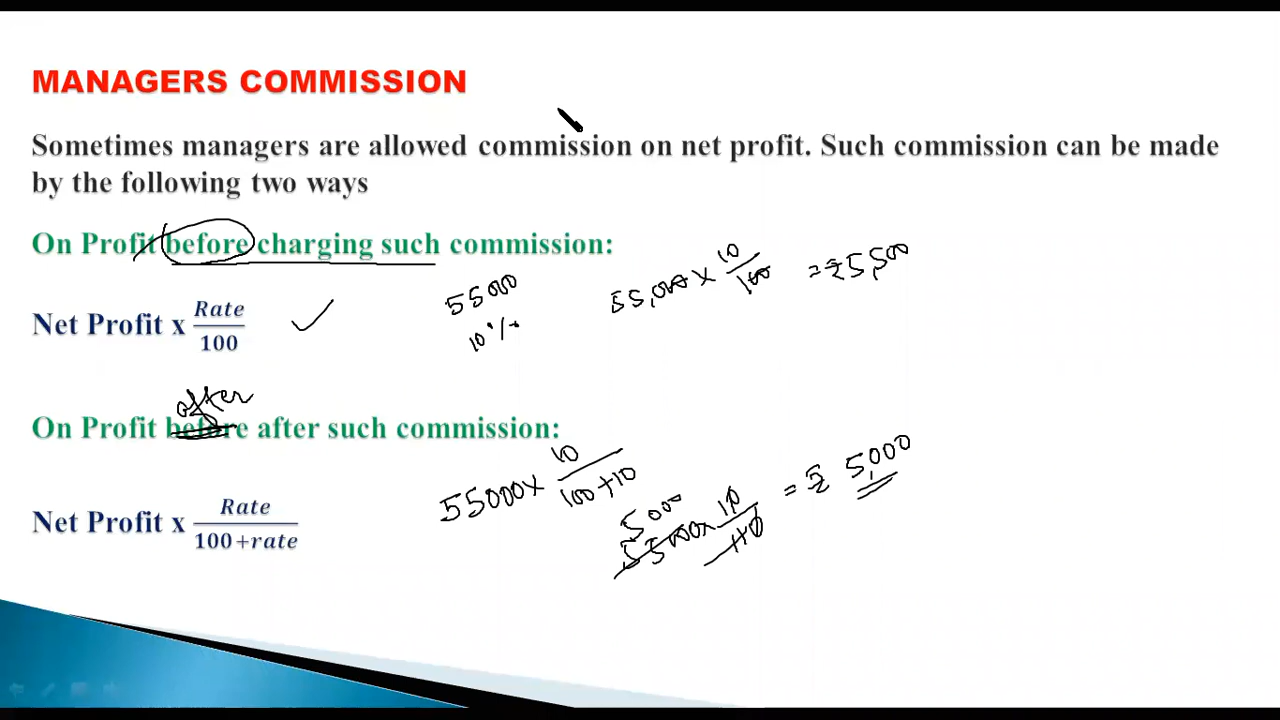 MANAGERS COMMISSION
Sometimes managers are allowed commission on net profit. Such commission can be made
by the following two ways
On Profit before charging such commission:
Net Profit x Rate/100
55000
10%
55,000 x 10/100 = ₹5,500
after
On Profit before after such commission:
Net Profit x Rate/100+rate
55000 x 10/100+10
5000
55000 x 10/110 = ₹ 5,000